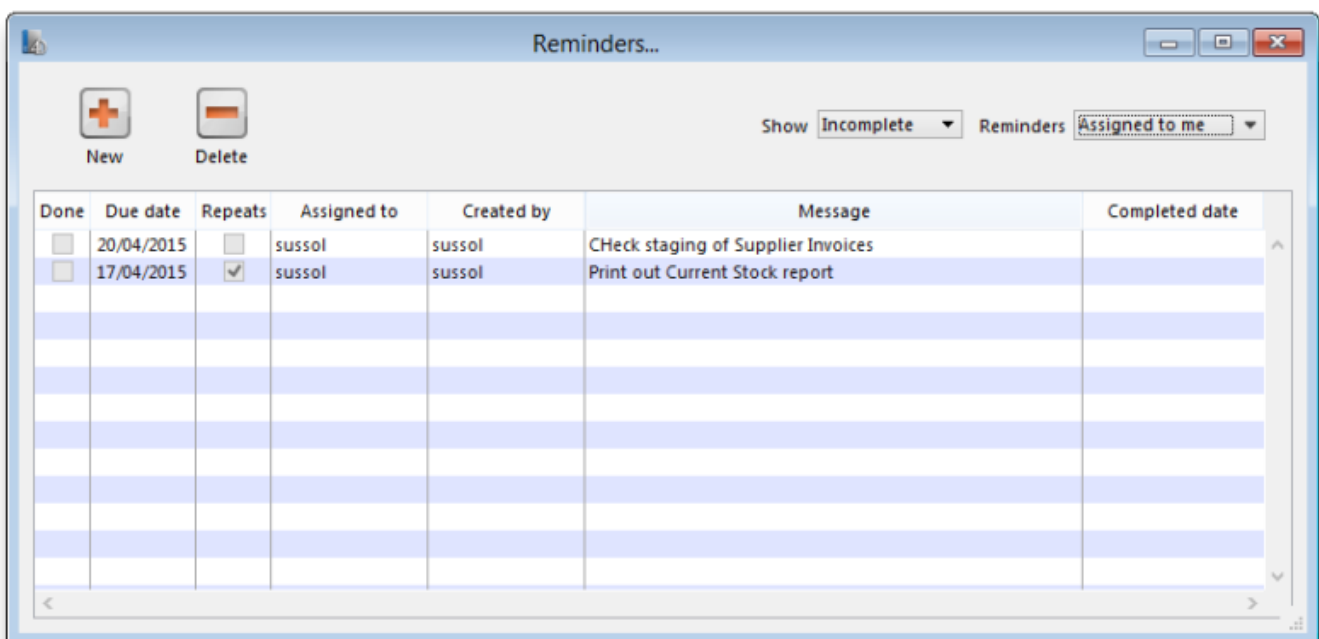 Reminders...
New Delete Show Incomplete Reminders Assigned to me
Done Due date Repeats Assigned to Created by Message Completed date
20/04/2015 sussol sussol CHeck staging of Supplier Invoices
17/04/2015 sussol sussol Print out Current Stock report